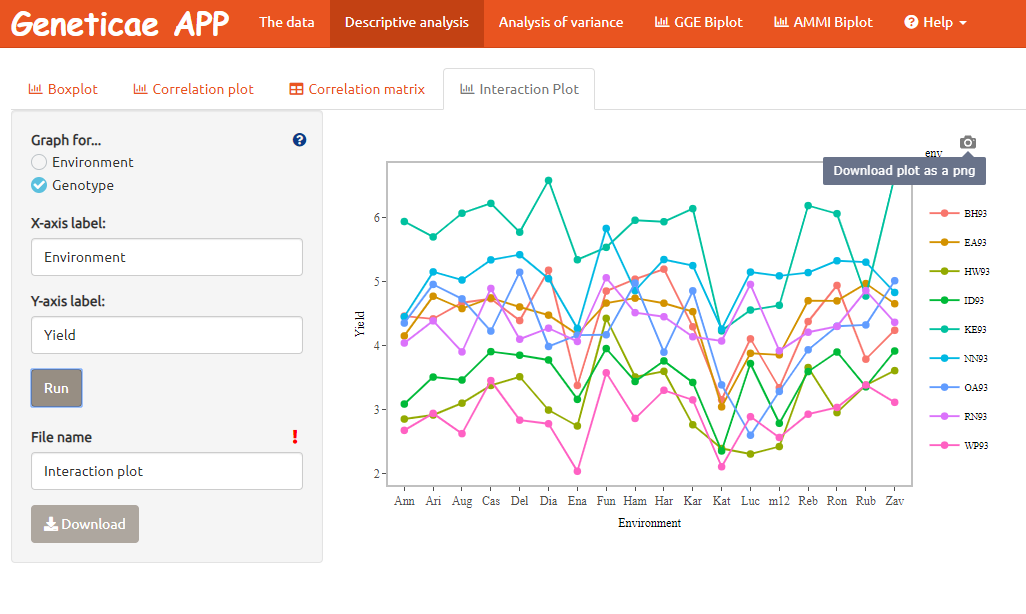 Geneticae APP The data Descriptive analysis Analysis of variance GGE Biplot AMMI Biplot Help
Boxplot Correlation plot Correlation matrix Interaction Plot
Graph for...
Environment
Genotype
X-axis label:
Environment
Y-axis label:
Yield
Run
File name
Interaction plot
Download
env
Download plot as a png
6
5
4
3
2
Yield
Ann Ari Aug Cas Del Dia Ena Fun Ham Har Kar Kat Luc m12 Reb Ron Rub Zav
Environment
BH93
EA93
HW93
ID93
KE93
NN93
OA93
RN93
WP93